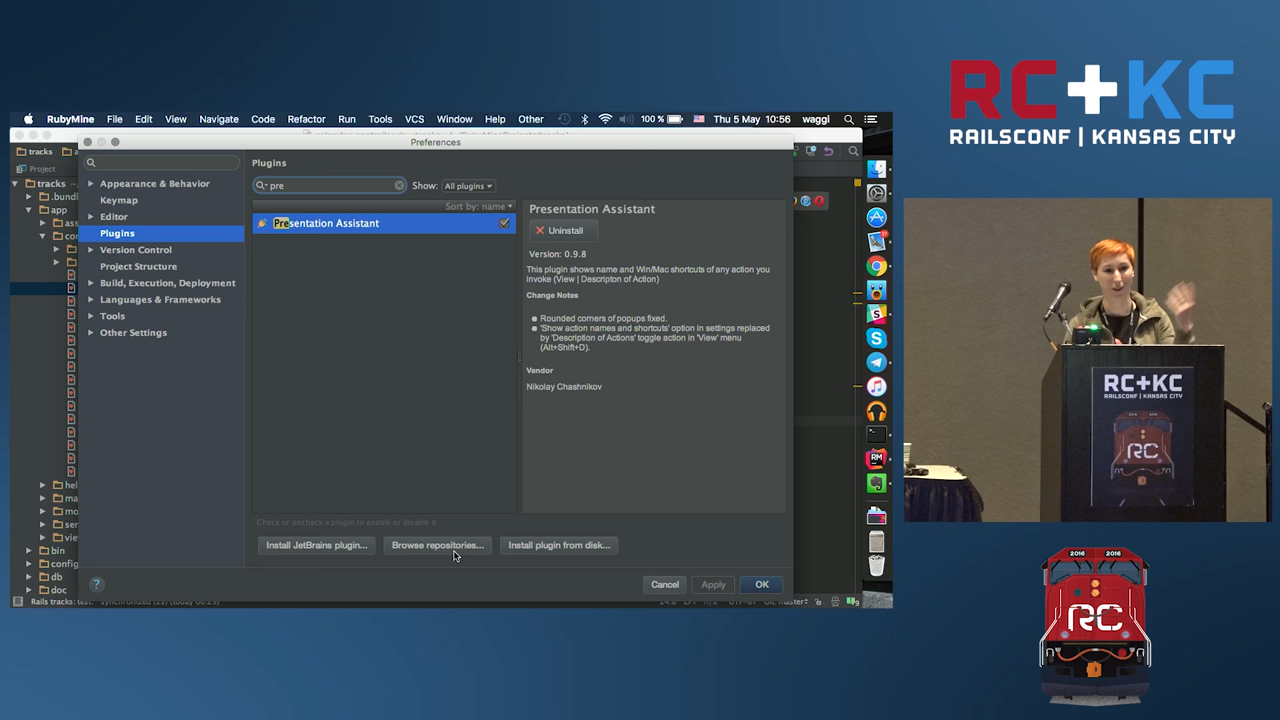 RubyMine File Edit View Navigate Code Refactor Run Tools VCS Window Help Other 100 % Thu 5 May 10:56 waggi
tracks
Preferences
Project
tracks
.bundl
app
ass
con
hel
ma
mo
ser
view
bin
config
db
doc
Appearance & Behavior
Keymap
Editor
Plugins
Version Control
Project Structure
Build, Execution, Deployment
Languages & Frameworks
Tools
Other Settings
Plugins
pre
Show: All plugins
Sort by: name
Presentation Assistant
Check or uncheck a plugin to enable or disable it.
Install JetBrains plugin...
Browse repositories...
Install plugin from disk...
Presentation Assistant
Uninstall
Version: 0.9.8
This plugin shows name and Win/Mac shortcuts of any action you
invoke (View | Descripton of Action)
Change Notes
Rounded corners of popups fixed.
'Show action names and shortcuts' option in settings replaced
by 'Description of Actions' toggle action in 'View' menu
(Alt+Shift+D).
Vendor
Nikolay Chashnikov
?
Cancel
Apply
OK
RC+KC
RAILSCONF | KANSAS CITY
RC+KC
RAILSCONF | KANSAS CITY
RC
2016 2016
RC